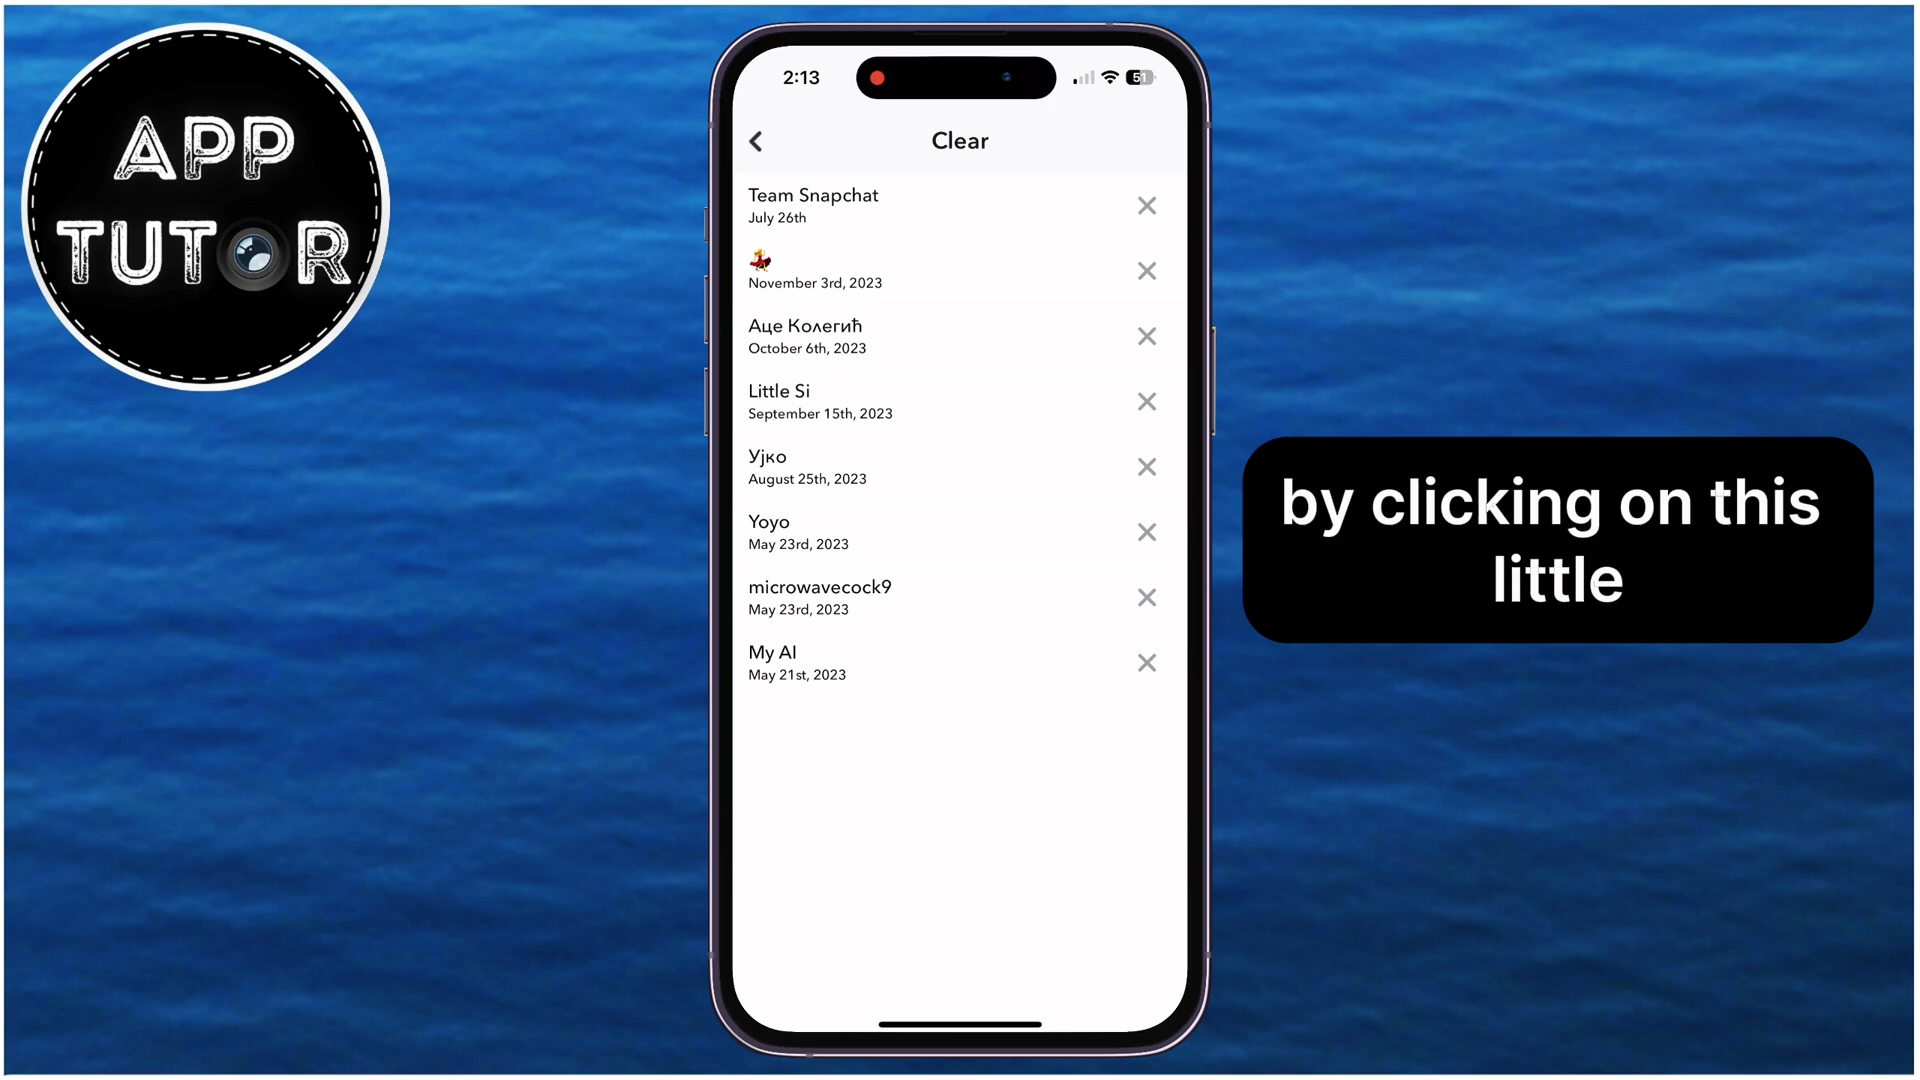 APP
TUTOR
2:13
51
Clear
Team Snapchat
July 26th
💃
November 3rd, 2023
Аце Колегић
October 6th, 2023
Little Si
September 15th, 2023
Ујко
August 25th, 2023
Yoyo
May 23rd, 2023
microwavecock9
May 23rd, 2023
My AI
May 21st, 2023
by clicking on this
little